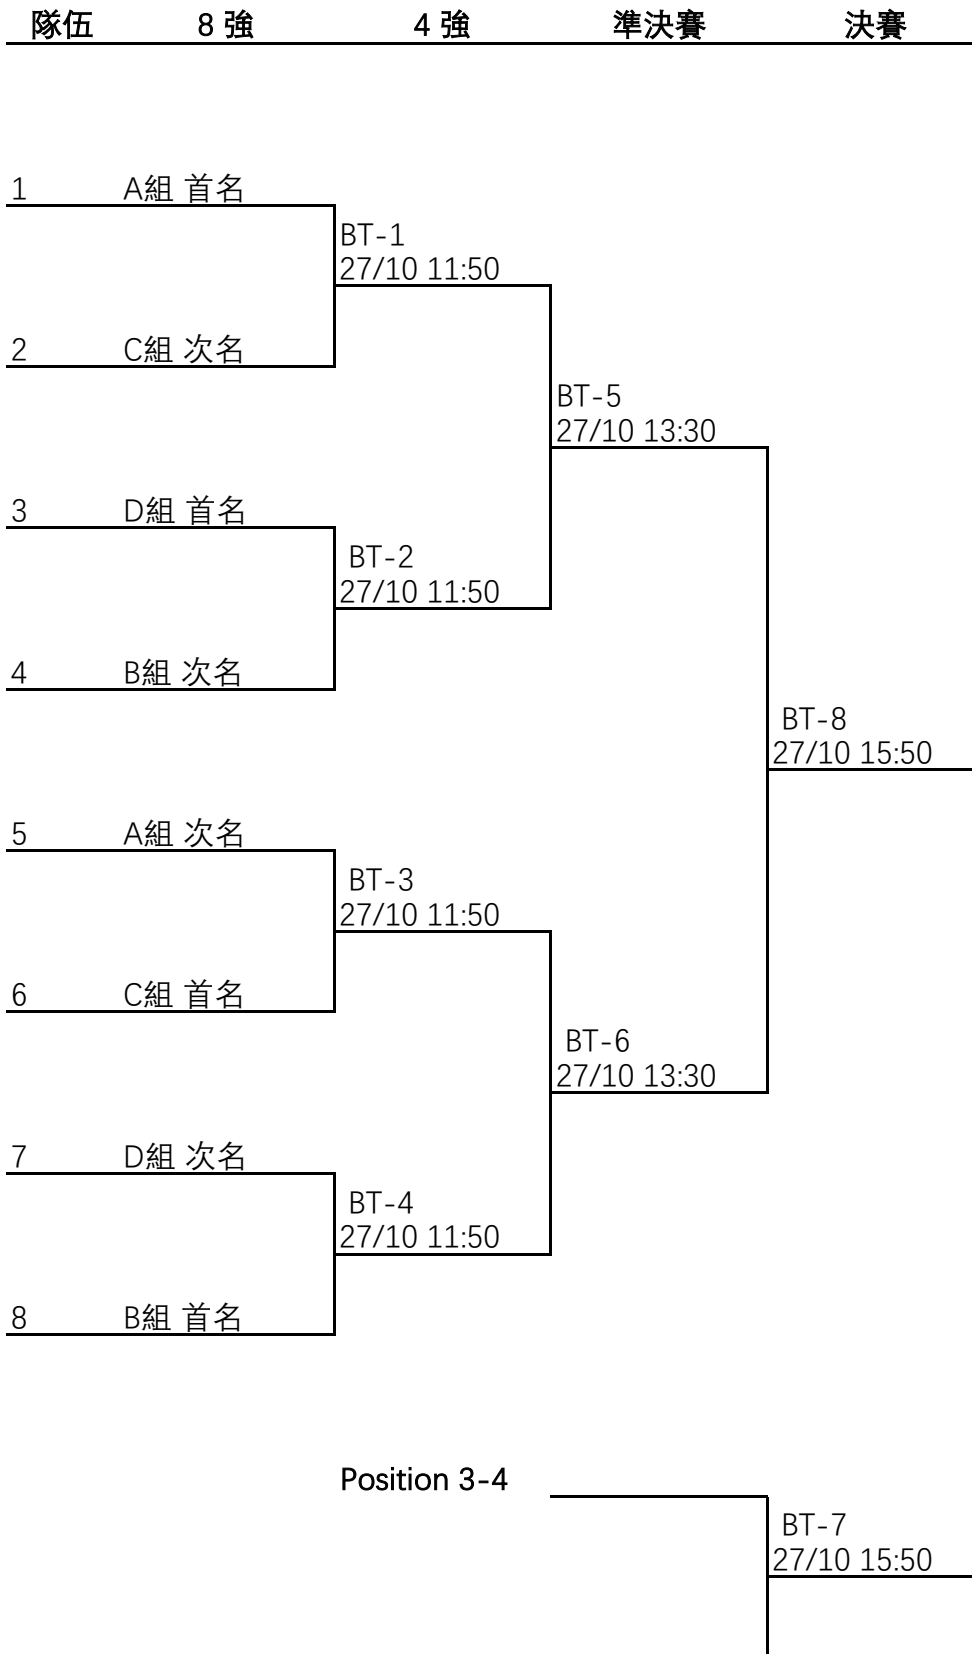 隊伍 8 強 4 強 準決賽 決賽
1 A組 首名
BT-1
27/10 11:50
2 C組 次名
BT-5
27/10 13:30
3 D組 首名
BT-2
27/10 11:50
4 B組 次名
BT-8
27/10 15:50
5 A組 次名
BT-3
27/10 11:50
6 C組 首名
BT-6
27/10 13:30
7 D組 次名
BT-4
27/10 11:50
8 B組 首名
Position 3-4
BT-7
27/10 15:50